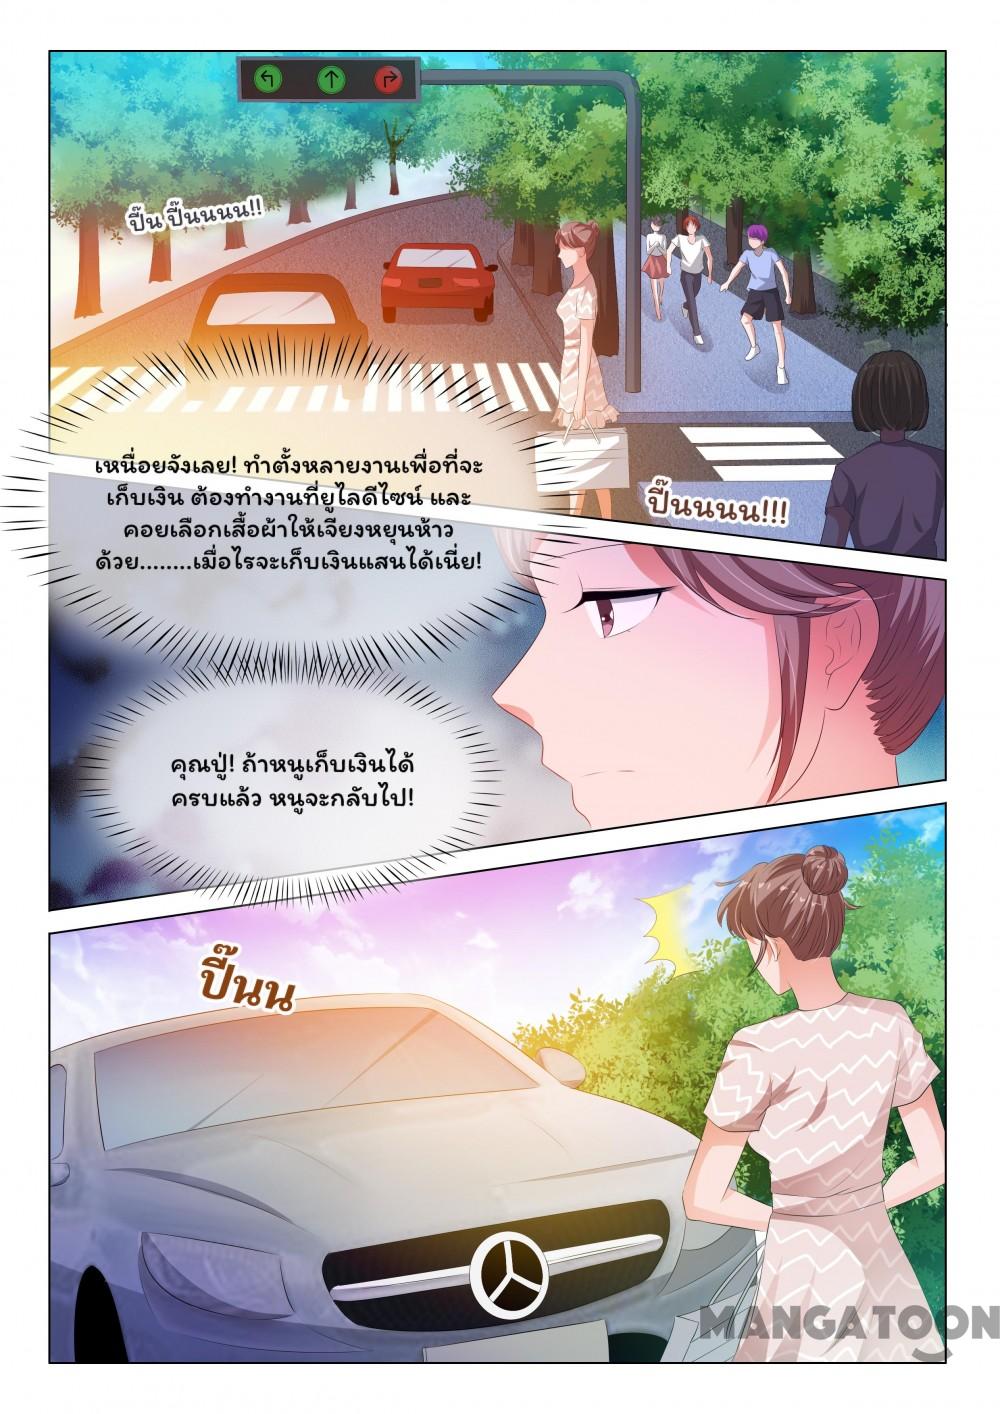 ปี๊น ปี๊นนนน!!
เหนื่อยจังเลย! ทำตั้งหลายงานเพื่อที่จะ
เก็บเงิน ต้องทำงานที่ยูไลดีไซน์ และ
คอยเลือกเสื้อผ้าให้เจียงหยุนห้าว
ด้วย........เมื่อไรจะเก็บเงินแสนได้เนี่ย!
ปี๊นนนน!!!
คุณปู่! ถ้าหนูเก็บเงินได้
ครบแล้ว หนูจะกลับไป!
ปี๊นน
MANGATOON